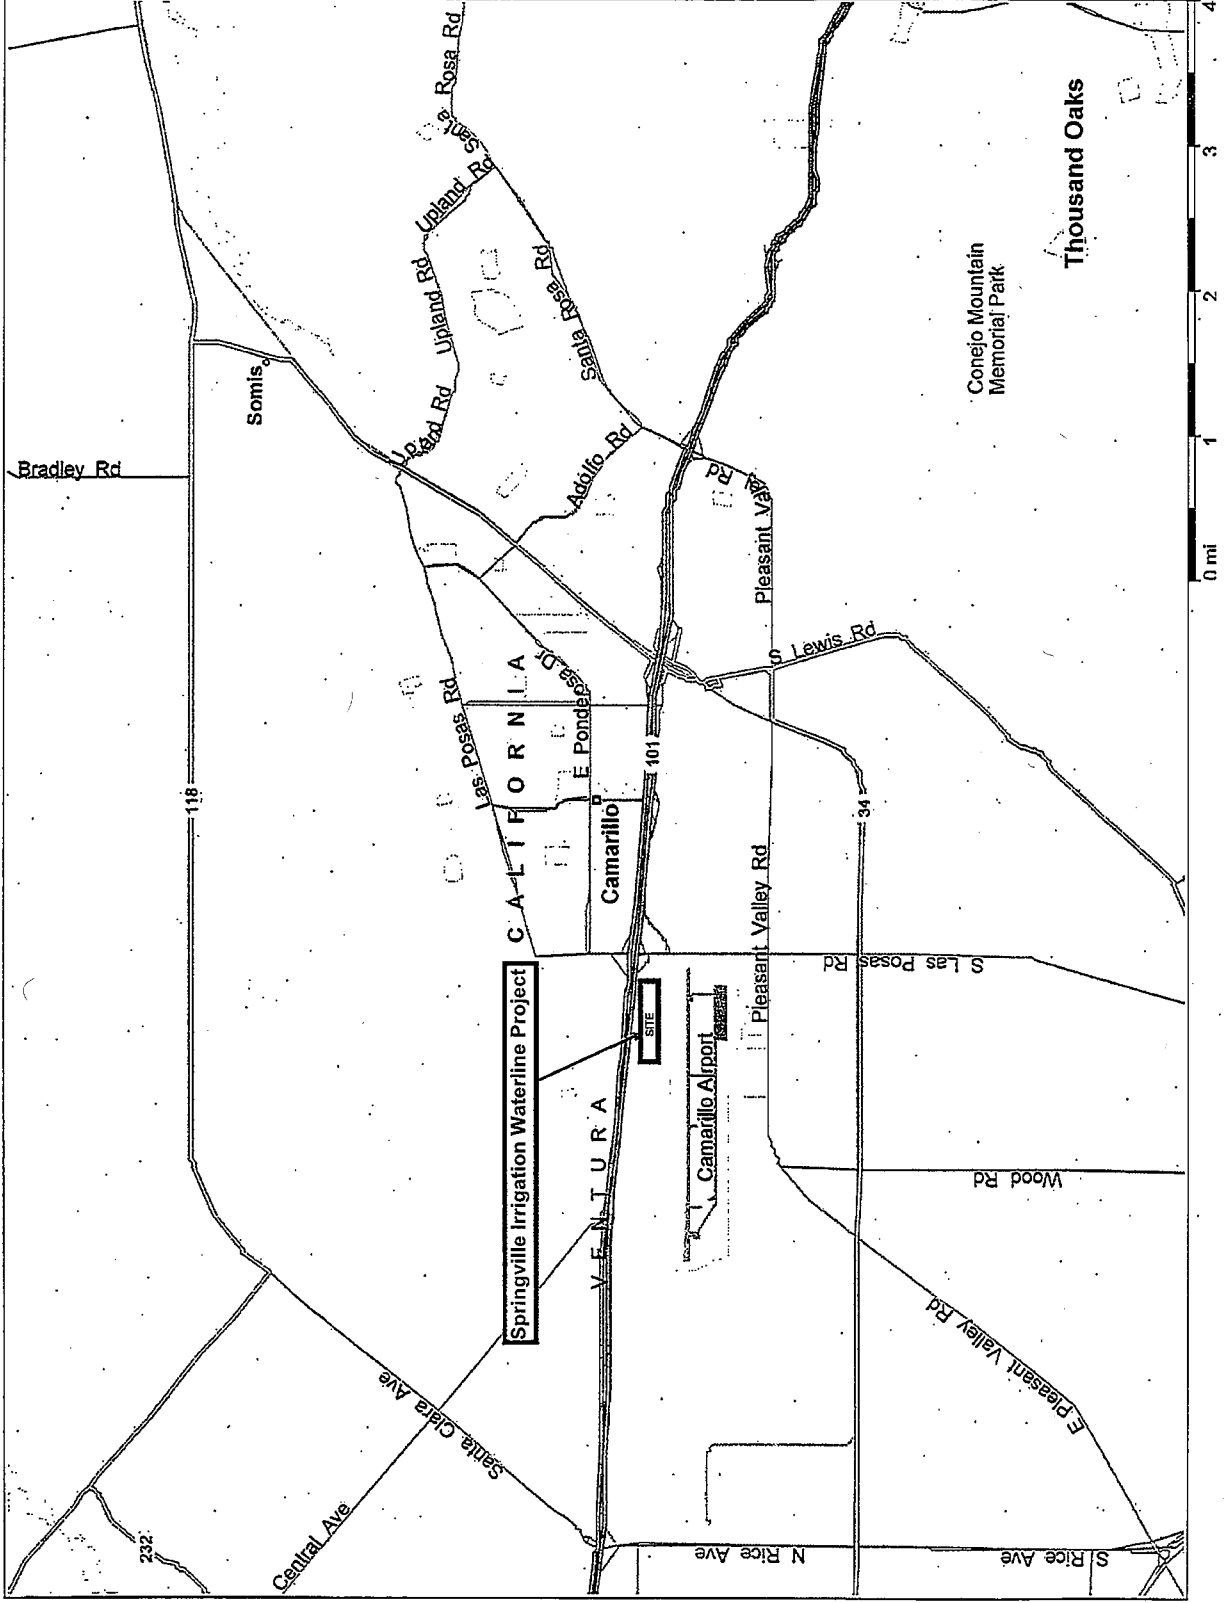 232
Central Ave
Santa Clara Ave
118
Bradley Rd
Somis
Springville Irrigation Waterline Project
CALIFORNIA
VENTURA
SITE
Las Posas Rd
E Ponderosa Dr
Camarillo
101
Upland Rd
Upland Rd
Upland Rd
Santa Rosa Rd
Santa Rosa Rd
Adolfo Rd
Camarillo Airport
Pleasant Valley Rd
Pleasant Valley Rd
S Lewis Rd
34
S Las Posas Rd
Wood Rd
E Pleasant Valley Rd
N Rice Ave
S Rice Ave
Conejo Mountain
Memorial Park
Thousand Oaks
0 mi
1
2
3
4